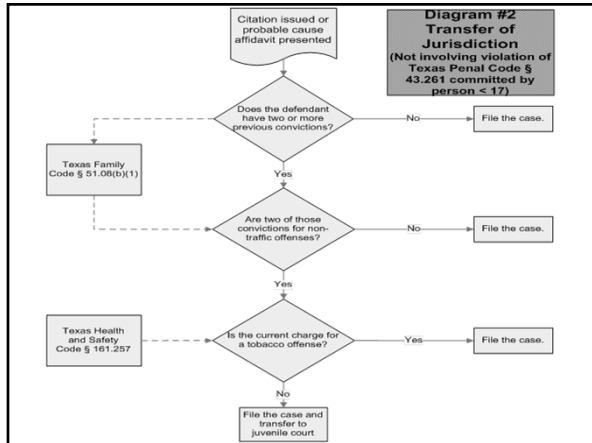 Citation issued or
probable cause
affidavit presented
Diagram #2
Transfer of
Jurisdiction
(Not involving violation of
Texas Penal Code §
43.261 committed by
person < 17)
Does the defendant
have two or more
previous convictions?
No
File the case.
Texas Family
Code § 51.08(b)(1)
Yes
Are two of those
convictions for non-
traffic offenses?
No
File the case.
Yes
Texas Health
and Safety
Code § 161.257
Is the current charge for
a tobacco offense?
Yes
File the case.
No
File the case and
transfer to
juvenile court